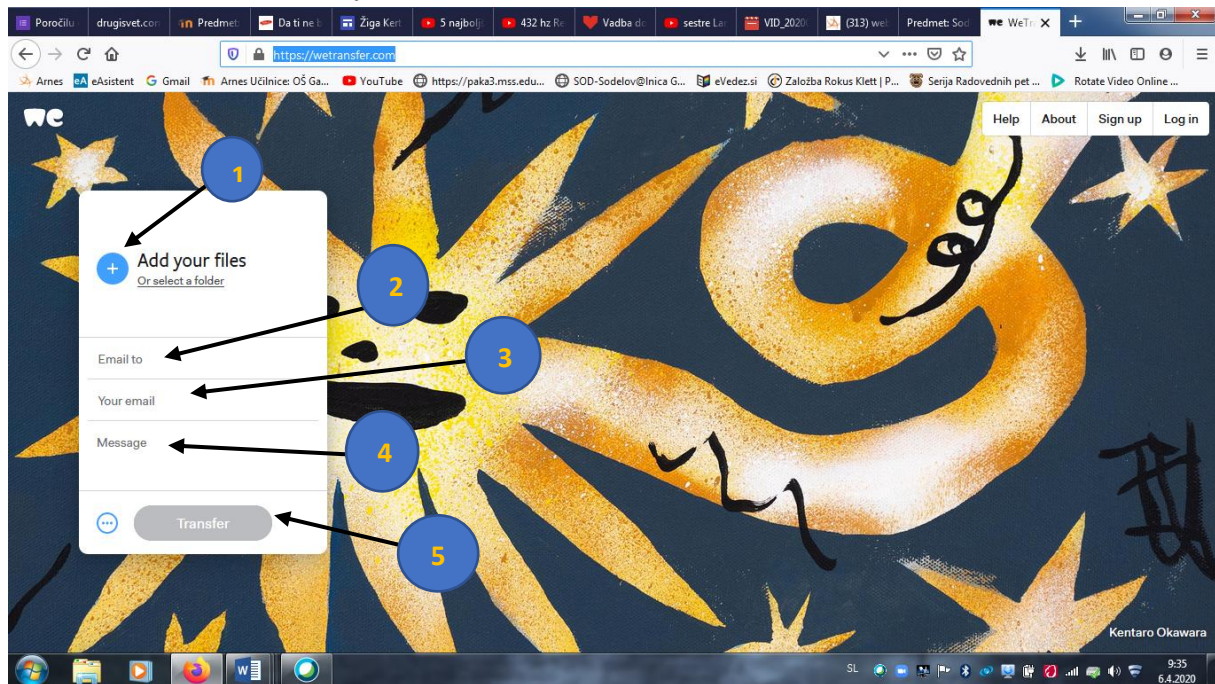 Poročilu drugisvet.con Predmet: Da ti ne b Žiga Kert 5 najbolj 432 hz Re Vadba do sestre Lar VID_2020 (313) wel Predmet: Sod WeTr
https://wetransfer.com
Arnes eAsistent Gmail Arnes Učilnice: OŠ Ga... YouTube https://paka3.mss.edu... SOD-Sodelov@lnica G... eVedez.si Založba Rokus Klett | P... Serija Radovednih pet ... Rotate Video Online ...
we Help About Sign up Log in
1
Add your files
Or select a folder
2
Email to
3
Your email
Message
4
Transfer
5
Kentaro Okawara
SL 9:35
6.4.2020